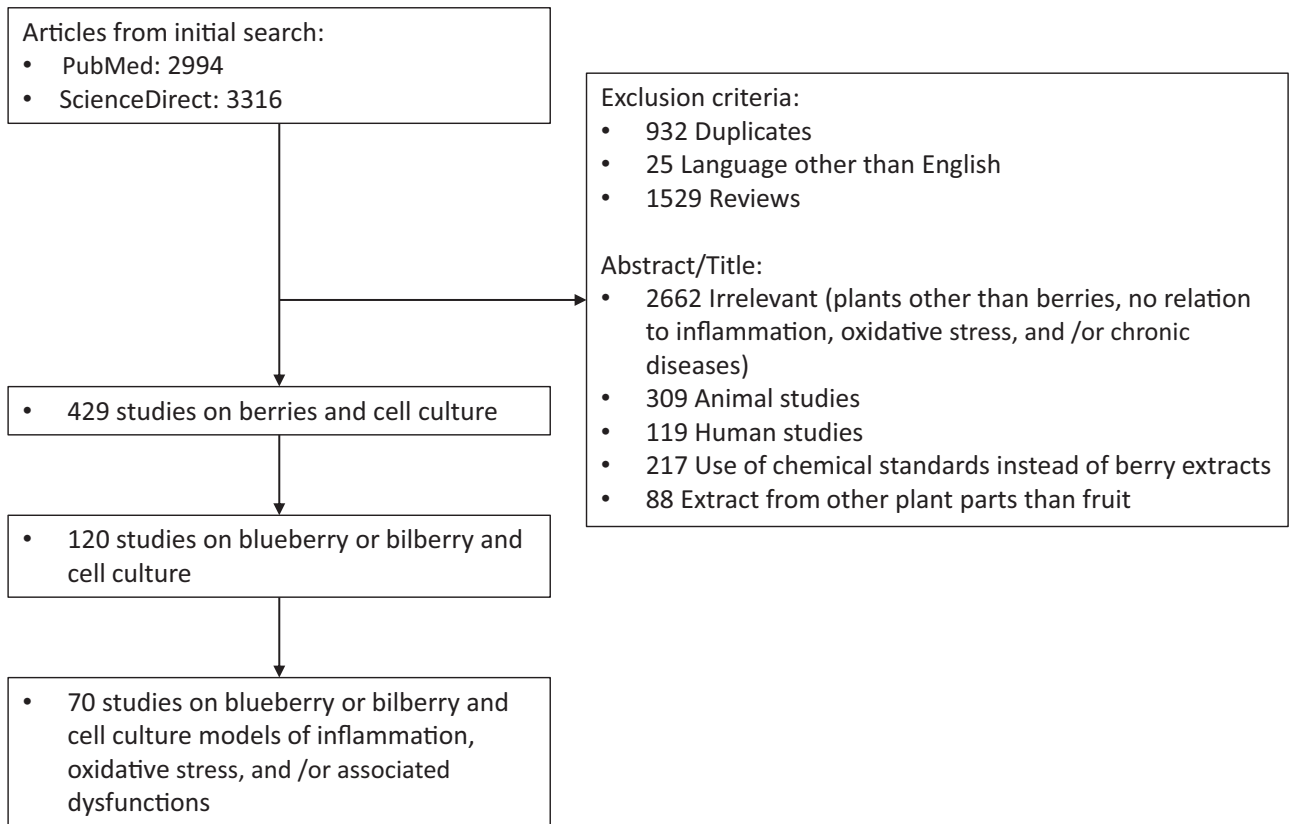 Articles from initial search:
• PubMed: 2994
• ScienceDirect: 3316
Exclusion criteria:
• 932 Duplicates
• 25 Language other than English
• 1529 Reviews
Abstract/Title:
• 2662 Irrelevant (plants other than berries, no relation
to inflammation, oxidative stress, and /or chronic
diseases)
• 309 Animal studies
• 119 Human studies
• 217 Use of chemical standards instead of berry extracts
• 88 Extract from other plant parts than fruit
• 429 studies on berries and cell culture
• 120 studies on blueberry or bilberry and
cell culture
• 70 studies on blueberry or bilberry and
cell culture models of inflammation,
oxidative stress, and /or associated
dysfunctions